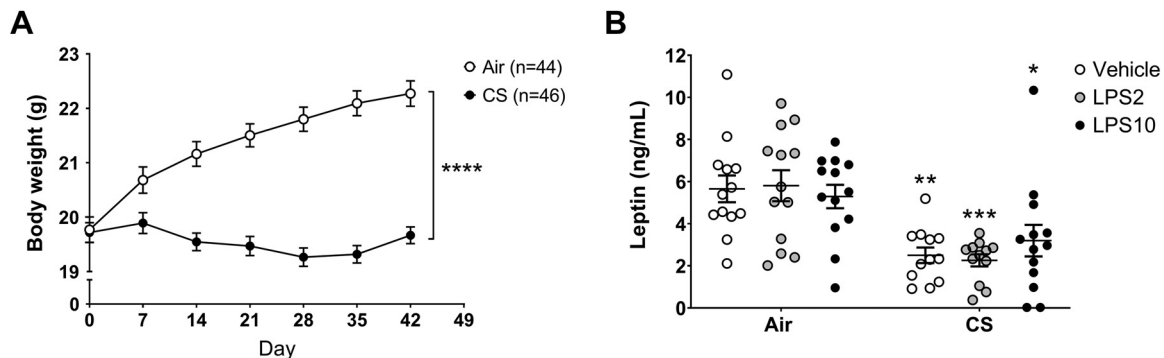 A
Body weight (g)
23
22
21
20
19
0
0 7 14 21 28 35 42 49
Day
Air (n=44)
CS (n=46)
****
B
Leptin (ng/mL)
12
10
8
6
4
2
0
Air CS
**
***
*
Vehicle
LPS2
LPS10